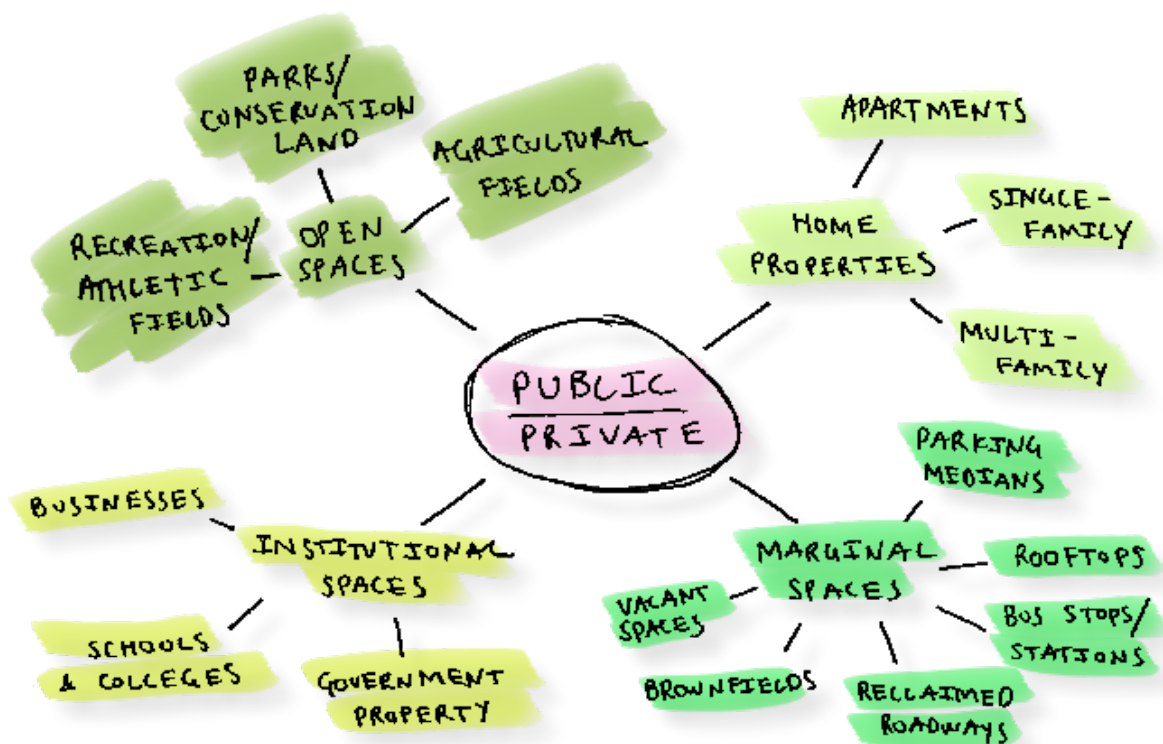 PARKS/
CONSERVATION
LAND
AGRICULTURAL
FIELDS
RECREATION/
ATHLETIC
FIELDS
OPEN
SPACES
APARTMENTS
HOME
PROPERTIES
SINGLE-
FAMILY
MULTI-
FAMILY
PUBLIC
PRIVATE
BUSINESSES
INSTITUTIONAL
SPACES
SCHOOLS
& COLLEGES
GOVERNMENT
PROPERTY
PARKING
MEDIANS
MARGINAL
SPACES
ROOFTOPS
VACANT
SPACES
BUS STOPS/
STATIONS
BROWNFIELDS
RECLAIMED
ROADWAYS